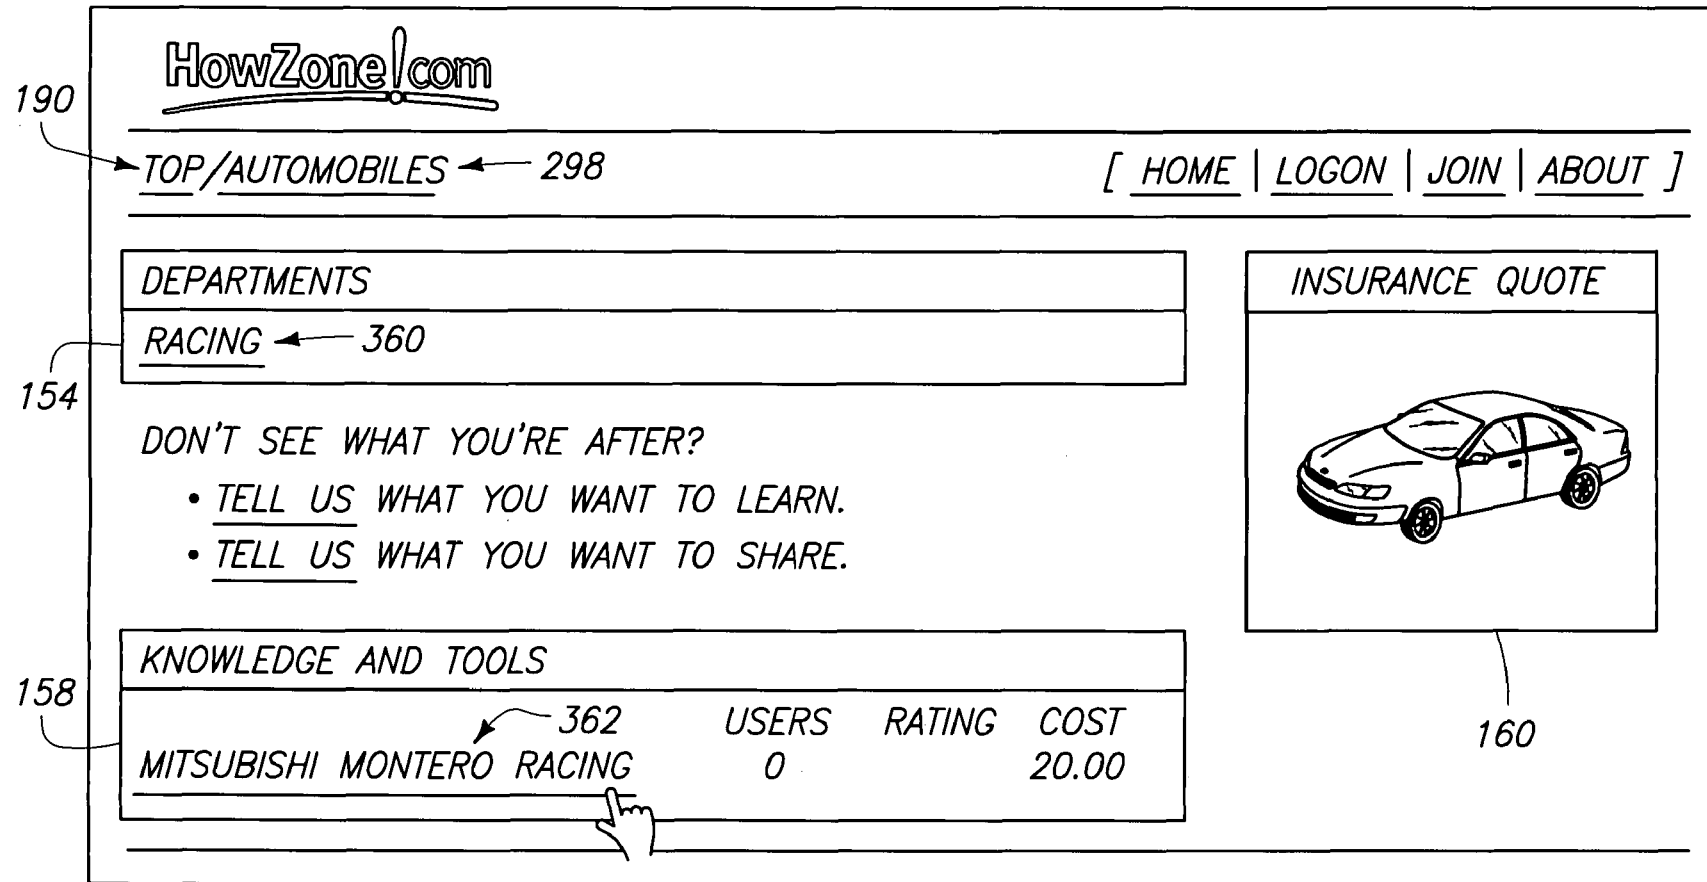 HowZone!com
190
TOP/AUTOMOBILES 298 [ HOME | LOGON | JOIN | ABOUT ]
DEPARTMENTS
RACING 360
154
INSURANCE QUOTE
DON'T SEE WHAT YOU'RE AFTER?
• TELL US WHAT YOU WANT TO LEARN.
• TELL US WHAT YOU WANT TO SHARE.
KNOWLEDGE AND TOOLS
158
362 USERS RATING COST
MITSUBISHI MONTERO RACING 0 20.00
160